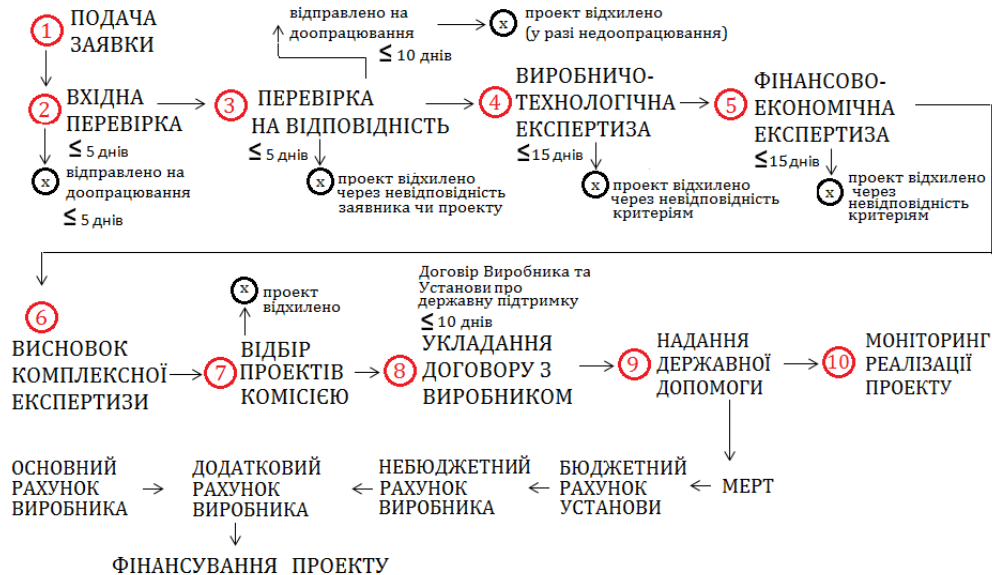 1 ПОДАЧА
ЗАЯВКИ
2 ВХІДНА
ПЕРЕВІРКА
≤ 5 днів
x відправлено на
доопрацювання
≤ 5 днів
3 ПЕРЕВІРКА
НА ВІДПОВІДНІСТЬ
≤ 5 днів
відправлено на
доопрацювання
≤ 10 днів
x проект відхилено
(у разі недоопрацювання)
x проект відхилено
через невідповідність
заявника чи проекту
4 ВИРОБНИЧО-
ТЕХНОЛОГІЧНА
ЕКСПЕРТИЗА
≤15 днів
x проект відхилено
через невідповідність
критеріям
5 ФІНАНСОВО-
ЕКОНОМІЧНА
ЕКСПЕРТИЗА
≤15 днів
x проект відхилено
через
невідповідність
критеріям
6
ВИСНОВОК
КОМПЛЕКСНОЇ
ЕКСПЕРТИЗИ
x проект
відхилено
7 ВІДБІР
ПРОЕКТІВ
КОМІСІЄЮ
Договір Виробника та
Установи про
державну підтримку
≤ 10 днів
8 УКЛАДАННЯ
ДОГОВОРУ З
ВИРОБНИКОМ
9 НАДАННЯ
ДЕРЖАВНОЇ
ДОПОМОГИ
10 МОНІТОРИНГ
РЕАЛІЗАЦІЇ
ПРОЕКТУ
ОСНОВНИЙ
РАХУНОК
ВИРОБНИКА
ДОДАТКОВИЙ
РАХУНОК
ВИРОБНИКА
НЕБЮДЖЕТНИЙ
РАХУНОК
ВИРОБНИКА
БЮДЖЕТНИЙ
РАХУНОК
УСТАНОВИ
МЕРТ
ФІНАНСУВАННЯ ПРОЕКТУ